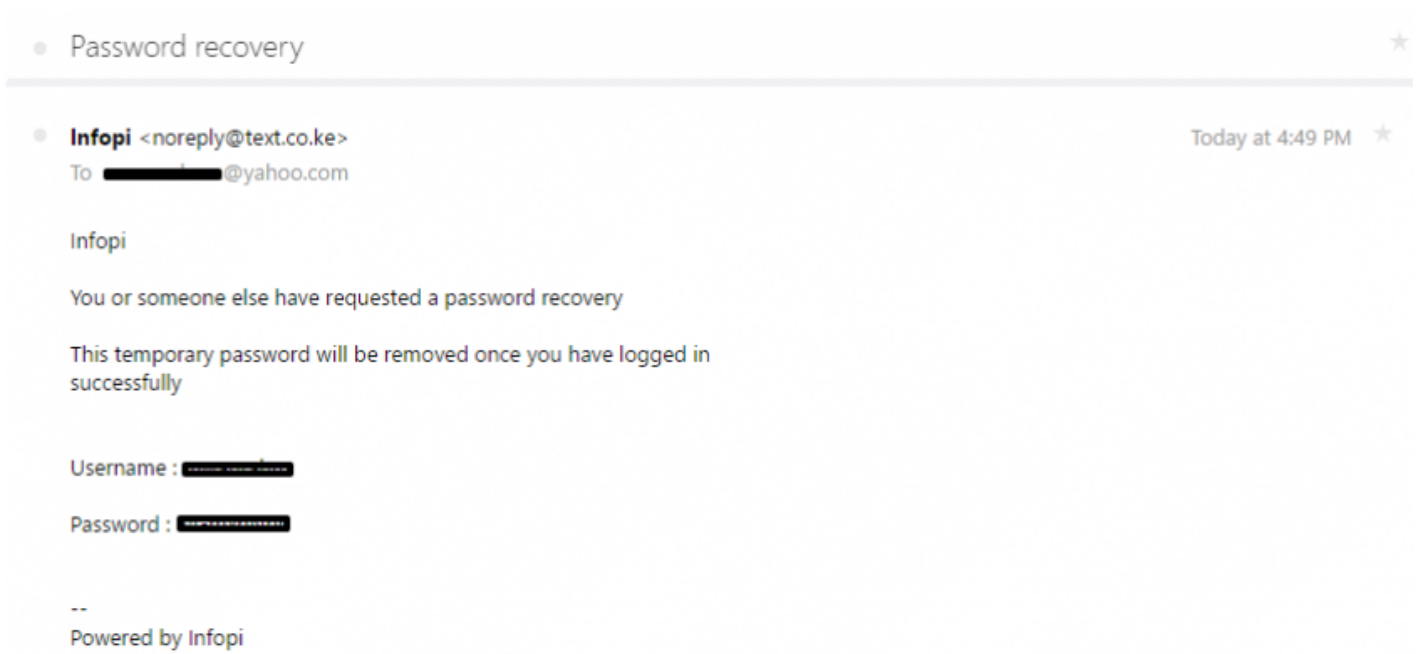 Password recovery
Infopi <noreply@text.co.ke>
Today at 4:49 PM
To @yahoo.com
Infopi
You or someone else have requested a password recovery
This temporary password will be removed once you have logged in
successfully
Username :
Password :
--
Powered by Infopi